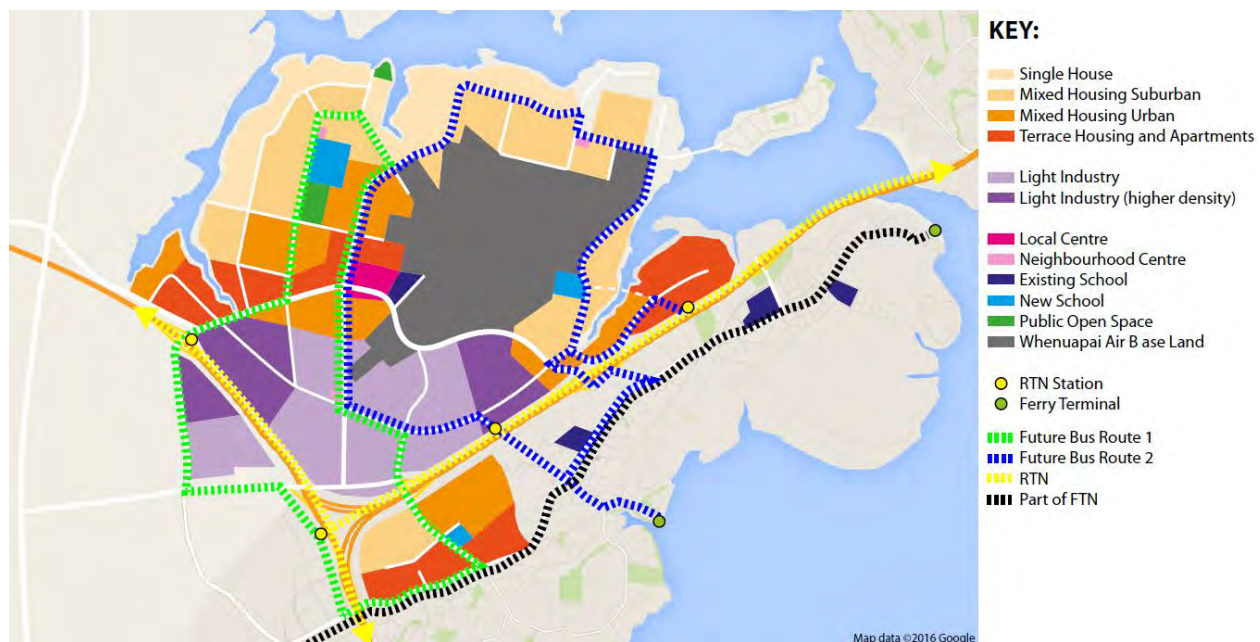 KEY:
Single House
Mixed Housing Suburban
Mixed Housing Urban
Terrace Housing and Apartments
Light Industry
Light Industry (higher density)
Local Centre
Neighbourhood Centre
Existing School
New School
Public Open Space
Whenuapai Air B ase Land
RTN Station
Ferry Terminal
Future Bus Route 1
Future Bus Route 2
RTN
Part of FTN
Map data ©2016 Google